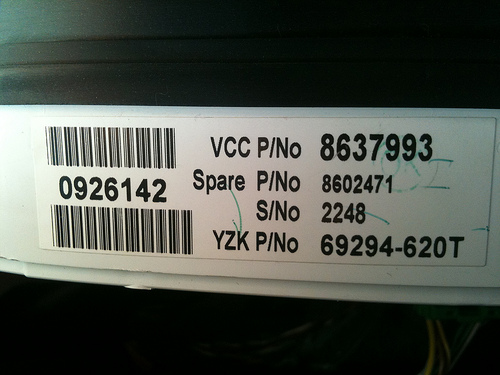 VCC P/No 8637993
0926142
Spare P/No 8602471
S/No 2248
YZK P/No 69294-620T